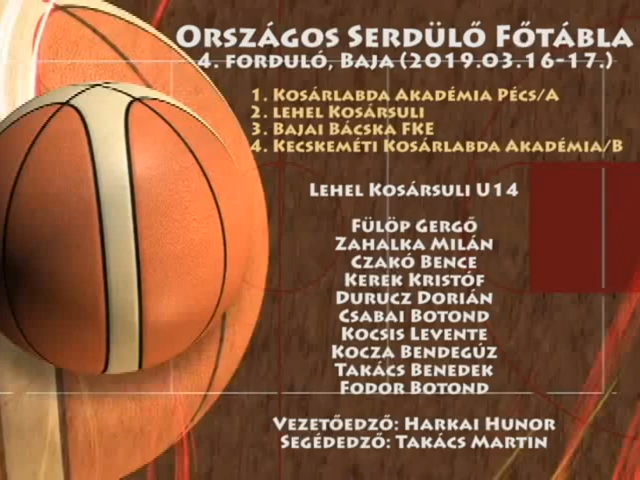 Országos Serdülő Főtábla
4. forduló, Baja (2019.03.16-17.)
1. Kosárlabda Akadémia Pécs/A
2. Lehel Kosársuli
3. Bajai Bácska FKE
4. Kecskeméti Kosárlabda Akadémia/B
Lehel Kosársuli U14
Fülöp Gergő
Zahalka Milán
Czakó Bence
Kerek Kristóf
Durucz Dorián
Csabai Botond
Kocsis Levente
Kocza Bendegúz
Takács Benedek
Fodor Botond
Vezetőedző: Harkai Hunor
Segédedző: Takács Martin